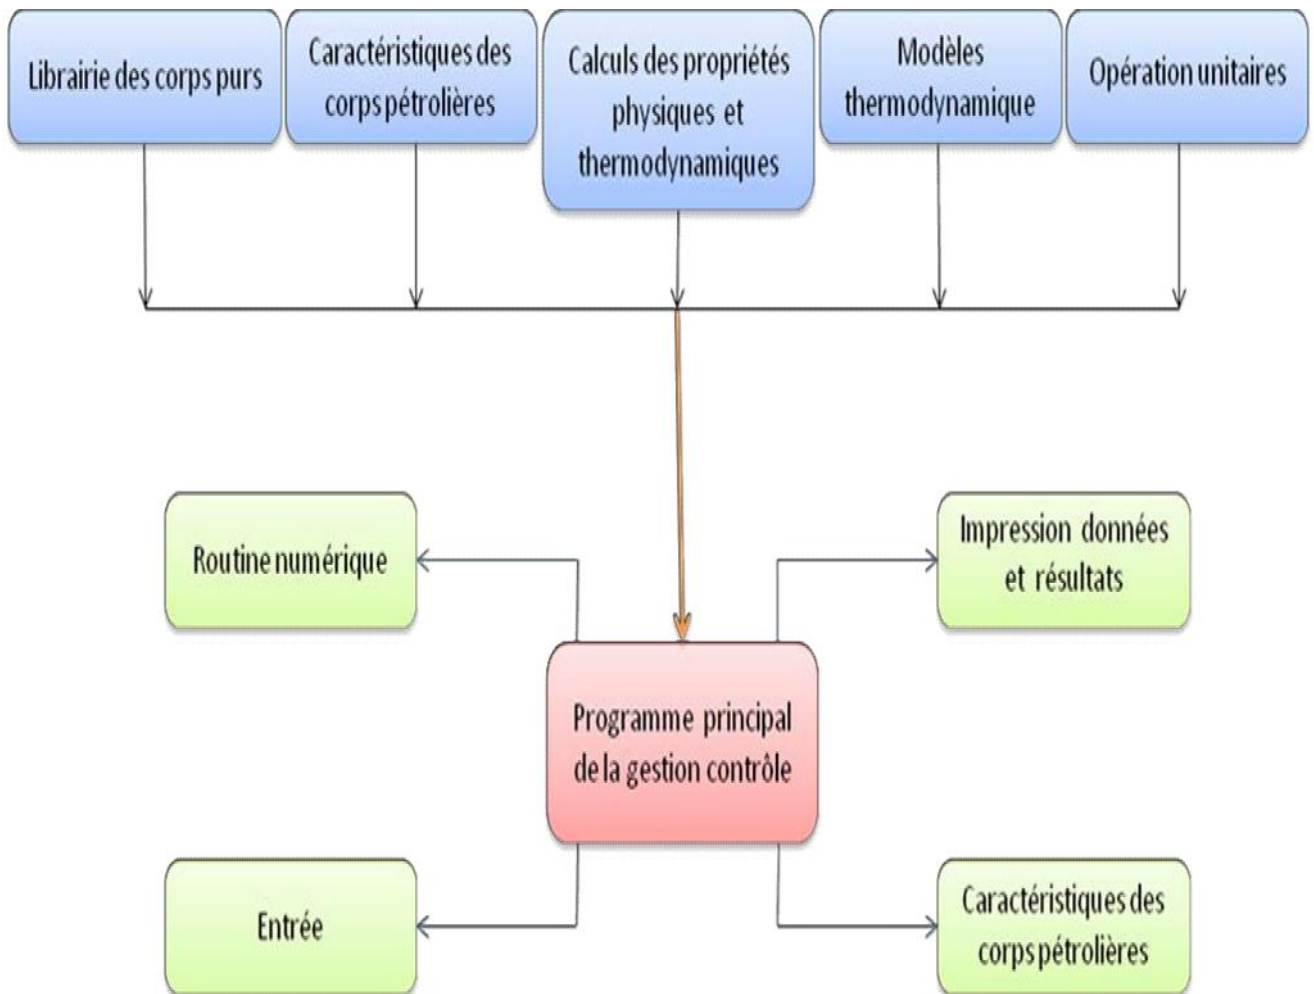 Librairie des corps purs
Caractéristiques des
corps pétrolières
Calculs des propriétés
physiques et
thermodynamiques
Modèles
thermodynamique
Opération unitaires
Routine numérique
Impression données
et résultats
Programme principal
de la gestion contrôle
Entrée
Caractéristiques des
corps pétrolières